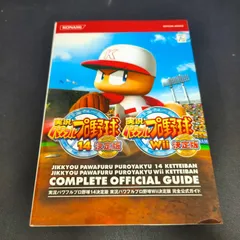 KONAMI
実況パワフルプロ野球
14 決定版
実況パワフルプロ野球
Wii 決定版
JIKKYOU PAWAFURU PUROYAKYU 14 KETTEIBAN
JIKKYOU PAWAFURU PUROYAKYU Wii KETTEIBAN
COMPLETE OFFICIAL GUIDE
実況パワフルプロ野球14決定版 実況パワフルプロ野球Wii決定版 完全公式ガイド